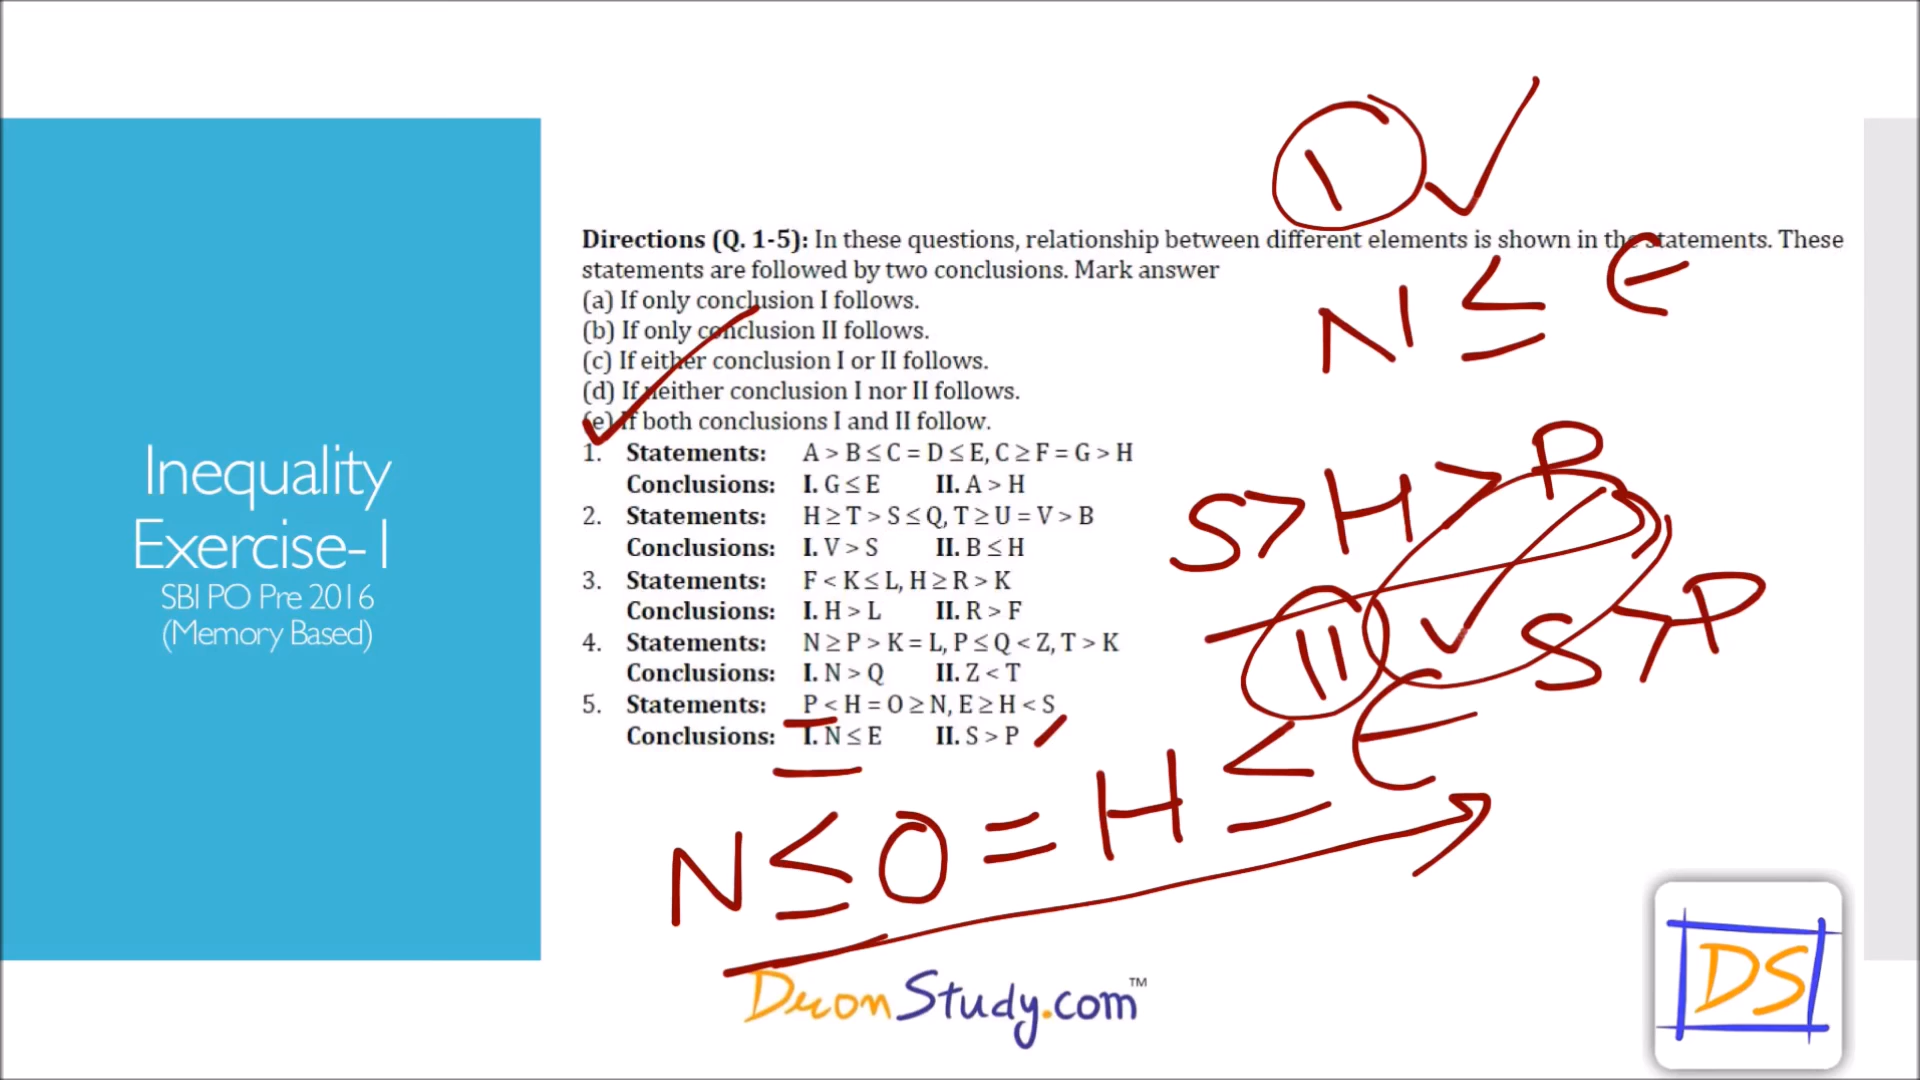 Inequality
Exercise-1
SBI PO Pre 2016
(Memory Based)
Directions (Q. 1-5): In these questions, relationship between different elements is shown in the statements. These
statements are followed by two conclusions. Mark answer
(a) If only conclusion I follows.
(b) If only conclusion II follows.
(c) If either conclusion I or II follows.
(d) If neither conclusion I nor II follows.
(e) If both conclusions I and II follow.
1. Statements: A > B ≤ C = D ≤ E, C ≥ F = G > H
Conclusions: I. G ≤ E II. A > H
2. Statements: H ≥ T > S ≤ Q, T ≥ U = V > B
Conclusions: I. V > S II. B ≤ H
3. Statements: F < K ≤ L, H ≥ R > K
Conclusions: I. H > L II. R > F
4. Statements: N ≥ P > K = L, P ≤ Q < Z, T > K
Conclusions: I. N > Q II. Z < T
5. Statements: P < H = O ≥ N, E ≥ H < S
Conclusions: I. N ≤ E II. S > P
I
N ≤ E
S > H > P
II
S > P
N ≤ O = H ≤ E
DronStudy.com™
DS